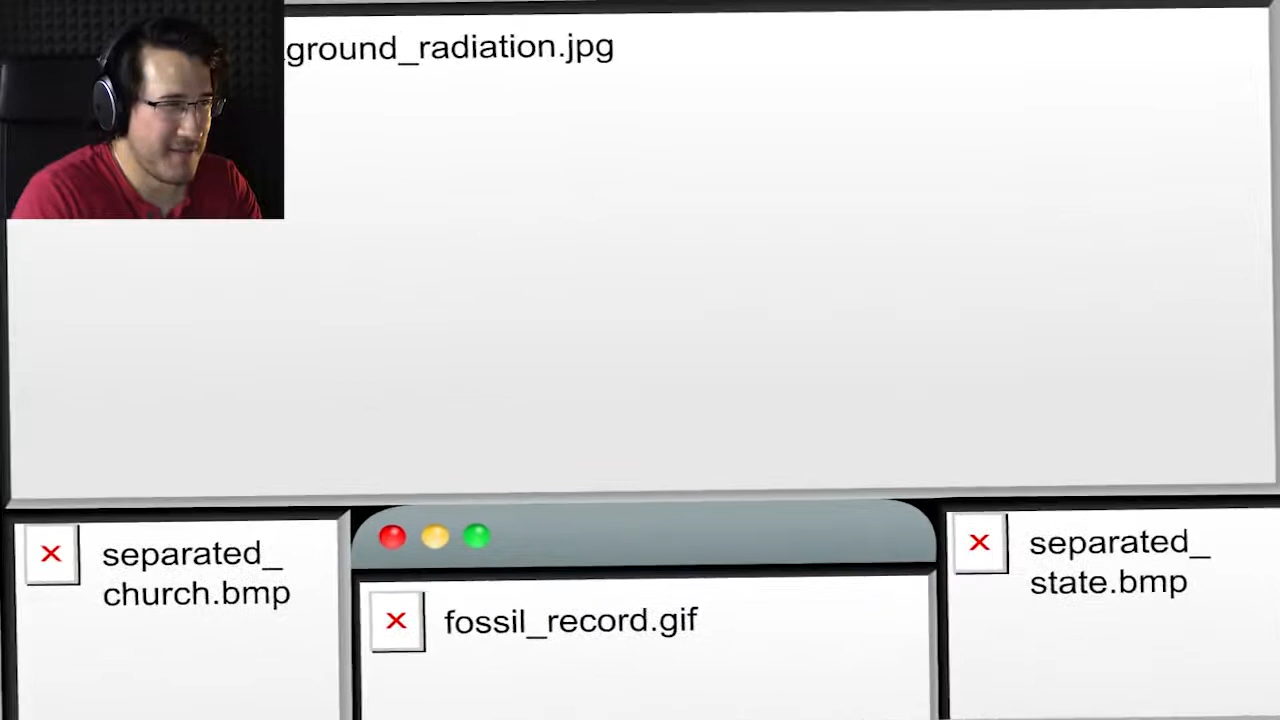 ground_radiation.jpg
separated_
church.bmp
fossil_record.gif
separated_
state.bmp